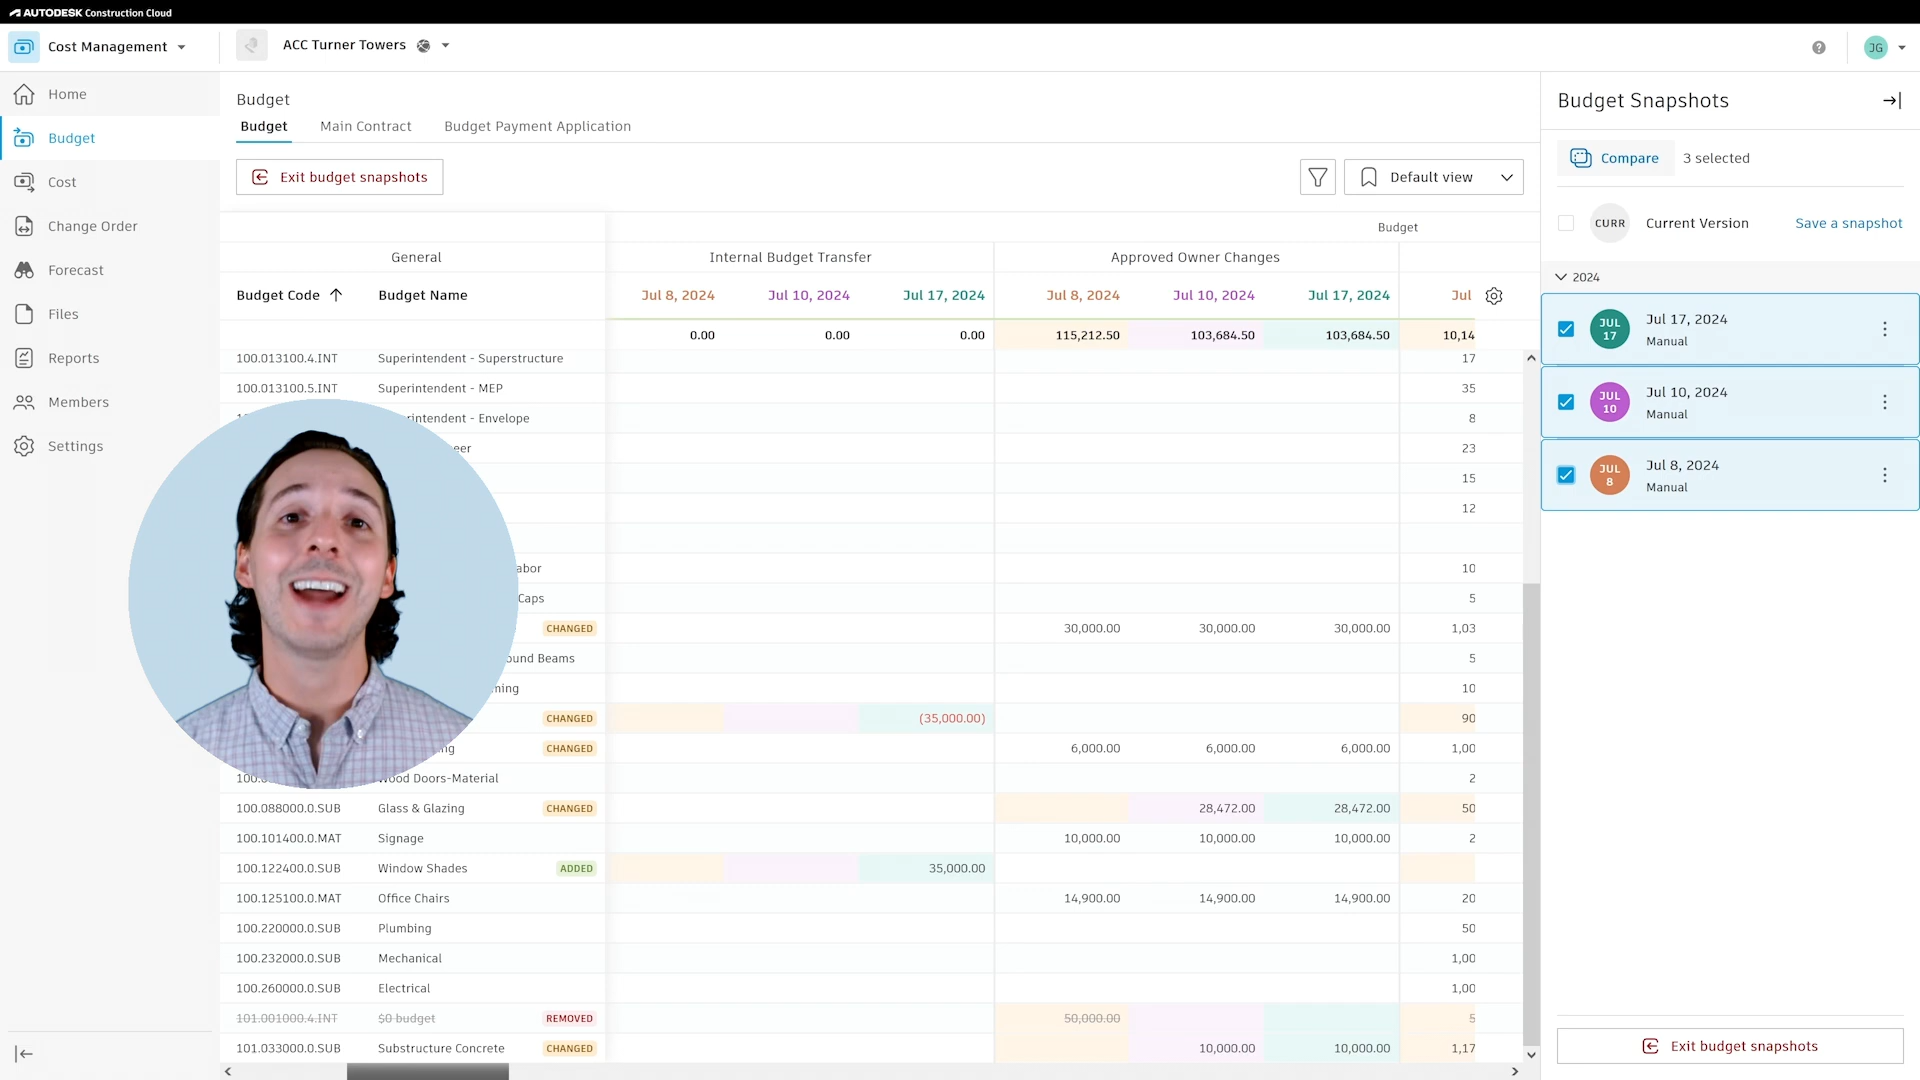 AUTODESK Construction Cloud
Cost Management
ACC Turner Towers
JG
Home
Budget
Cost
Change Order
Forecast
Files
Reports
Members
Settings
Budget
Budget Main Contract Budget Payment Application
Exit budget snapshots
Default view
Budget
General Internal Budget Transfer Approved Owner Changes
Budget Code Budget Name Jul 8, 2024 Jul 10, 2024 Jul 17, 2024 Jul 8, 2024 Jul 10, 2024 Jul 17, 2024 Jul
0.00 0.00 0.00 115,212.50 103,684.50 103,684.50 10,14
100.013100.4.INT Superintendent - Superstructure 17
100.013100.5.INT Superintendent - MEP 35
rintendent - Envelope 8
eer 23
15
12
abor 10
Caps 5
CHANGED 30,000.00 30,000.00 30,000.00 1,03
ound Beams 5
ning 10
CHANGED (35,000.00) 90
ng CHANGED 6,000.00 6,000.00 6,000.00 1,00
100. Wood Doors-Material 2
100.088000.0.SUB Glass & Glazing CHANGED 28,472.00 28,472.00 50
100.101400.0.MAT Signage 10,000.00 10,000.00 10,000.00 2
100.122400.0.SUB Window Shades ADDED 35,000.00
100.125100.0.MAT Office Chairs 14,900.00 14,900.00 14,900.00 20
100.220000.0.SUB Plumbing 50
100.232000.0.SUB Mechanical 1,00
100.260000.0.SUB Electrical 1,00
101.001000.4.INT $0 budget REMOVED 50,000.00 5
101.033000.0.SUB Substructure Concrete CHANGED 10,000.00 10,000.00 1,17
Budget Snapshots
Compare 3 selected
CURR Current Version Save a snapshot
2024
JUL 17 Jul 17, 2024
Manual
JUL 10 Jul 10, 2024
Manual
JUL 8 Jul 8, 2024
Manual
Exit budget snapshots